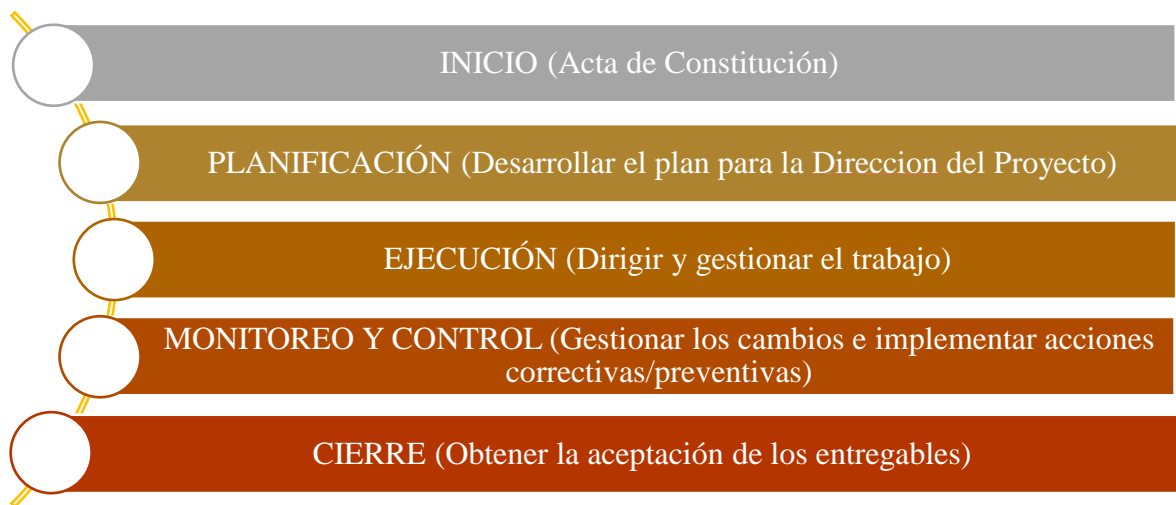 INICIO (Acta de Constitución)
PLANIFICACIÓN (Desarrollar el plan para la Direccion del Proyecto)
EJECUCIÓN (Dirigir y gestionar el trabajo)
MONITOREO Y CONTROL (Gestionar los cambios e implementar acciones
correctivas/preventivas)
CIERRE (Obtener la aceptación de los entregables)